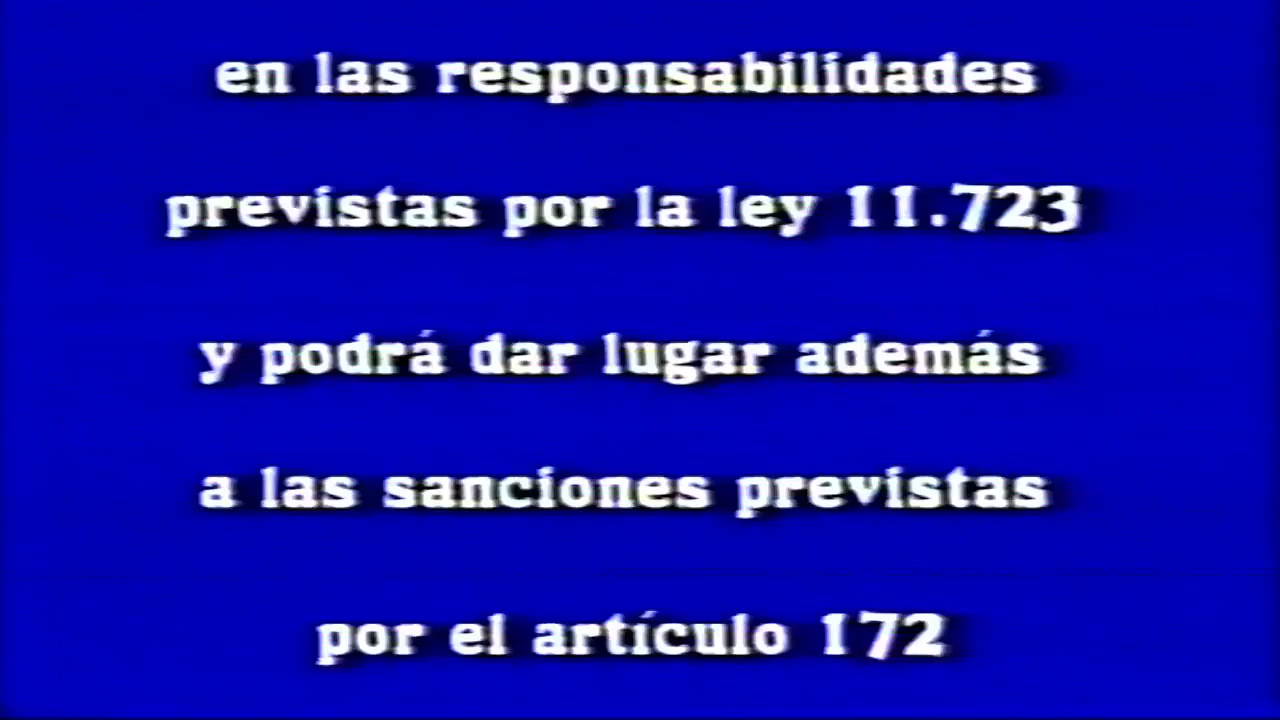 en las responsabilidades
previstas por la ley 11.723
y podrá dar lugar además
a las sanciones previstas
por el artículo 172